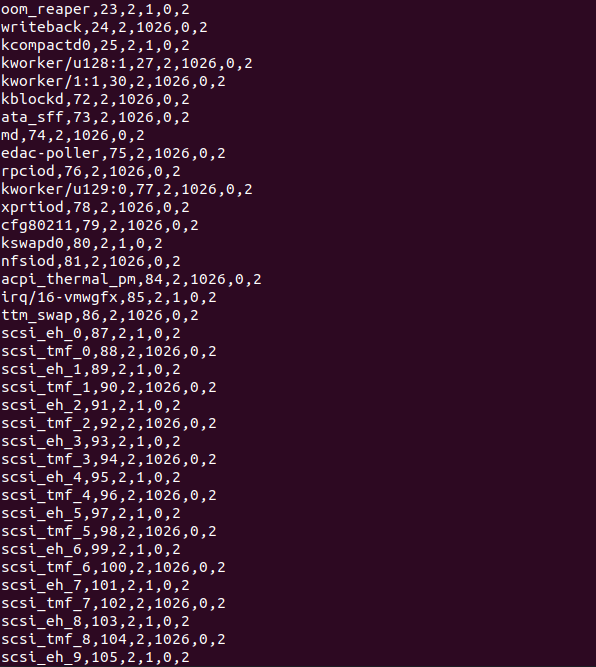 oom_reaper,23,2,1,0,2
writeback,24,2,1026,0,2
kcompactd0,25,2,1,0,2
kworker/u128:1,27,2,1026,0,2
kworker/1:1,30,2,1026,0,2
kblockd,72,2,1026,0,2
ata_sff,73,2,1026,0,2
md,74,2,1026,0,2
edac-poller,75,2,1026,0,2
rpciod,76,2,1026,0,2
kworker/u129:0,77,2,1026,0,2
xprtiod,78,2,1026,0,2
cfg80211,79,2,1026,0,2
kswapd0,80,2,1,0,2
nfsiod,81,2,1026,0,2
acpi_thermal_pm,84,2,1026,0,2
irq/16-vmwgfx,85,2,1,0,2
ttm_swap,86,2,1026,0,2
scsi_eh_0,87,2,1,0,2
scsi_tmf_0,88,2,1026,0,2
scsi_eh_1,89,2,1,0,2
scsi_tmf_1,90,2,1026,0,2
scsi_eh_2,91,2,1,0,2
scsi_tmf_2,92,2,1026,0,2
scsi_eh_3,93,2,1,0,2
scsi_tmf_3,94,2,1026,0,2
scsi_eh_4,95,2,1,0,2
scsi_tmf_4,96,2,1026,0,2
scsi_eh_5,97,2,1,0,2
scsi_tmf_5,98,2,1026,0,2
scsi_eh_6,99,2,1,0,2
scsi_tmf_6,100,2,1026,0,2
scsi_eh_7,101,2,1,0,2
scsi_tmf_7,102,2,1026,0,2
scsi_eh_8,103,2,1,0,2
scsi_tmf_8,104,2,1026,0,2
scsi_eh_9,105,2,1,0,2